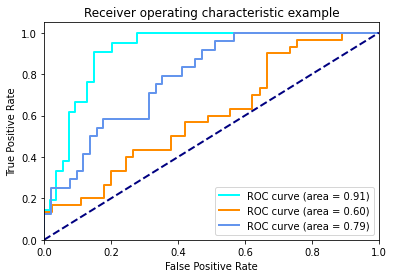 Receiver operating characteristic example
True Positive Rate
1.0
0.8
0.6
0.4
0.2
0.0
ROC curve (area = 0.91)
ROC curve (area = 0.60)
ROC curve (area = 0.79)
0.0 0.2 0.4 0.6 0.8 1.0
False Positive Rate